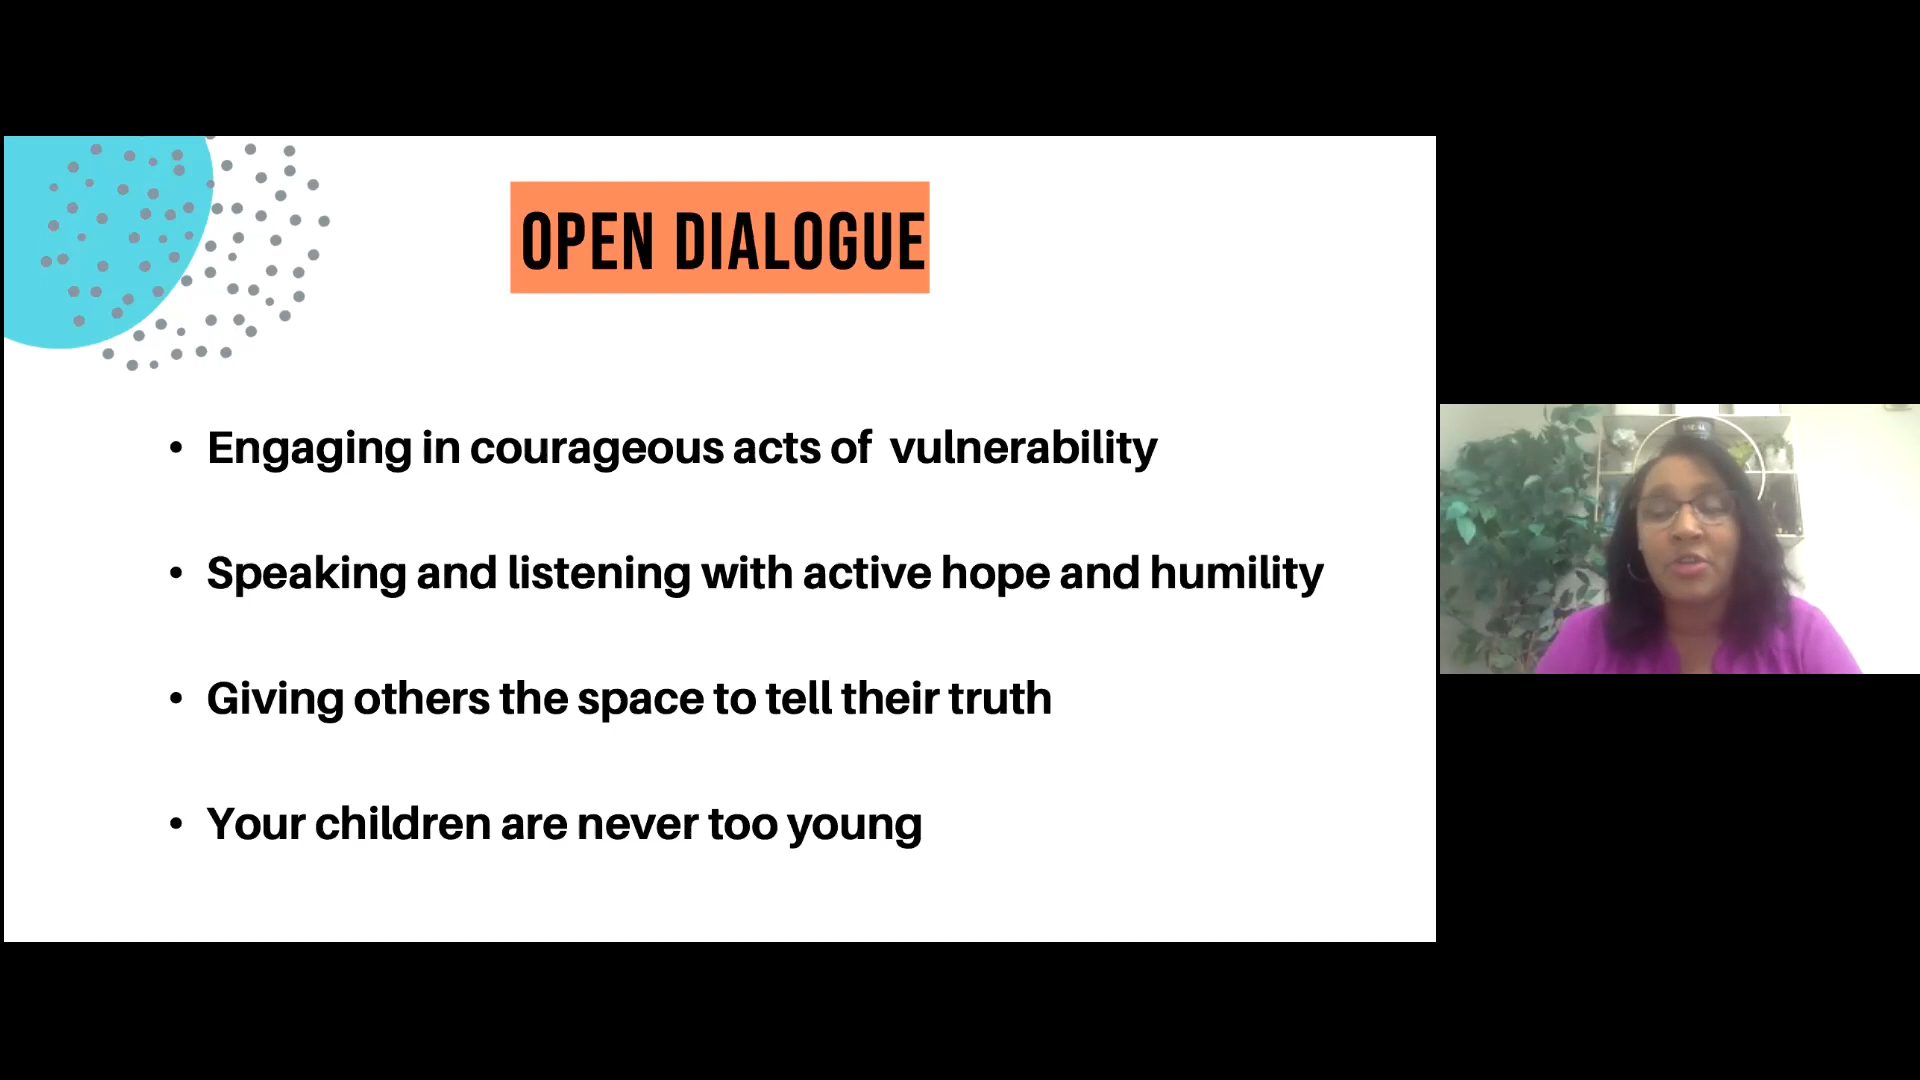 OPEN DIALOGUE
• Engaging in courageous acts of vulnerability
• Speaking and listening with active hope and humility
• Giving others the space to tell their truth
• Your children are never too young